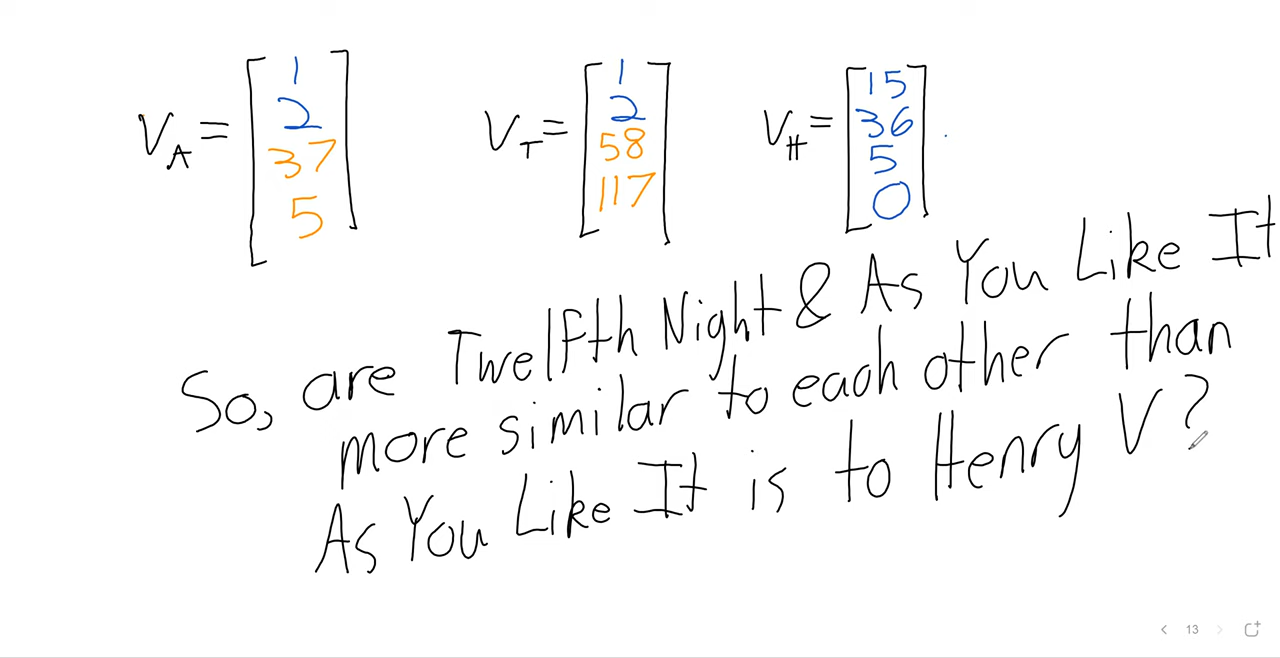 V_A = [1 2 37 5] V_T = [1 2 58 117] V_H = [15 36 5 0]
So, are Twelfth Night & As You Like It
more similar to each other than
As You Like It is to Henry V?
13